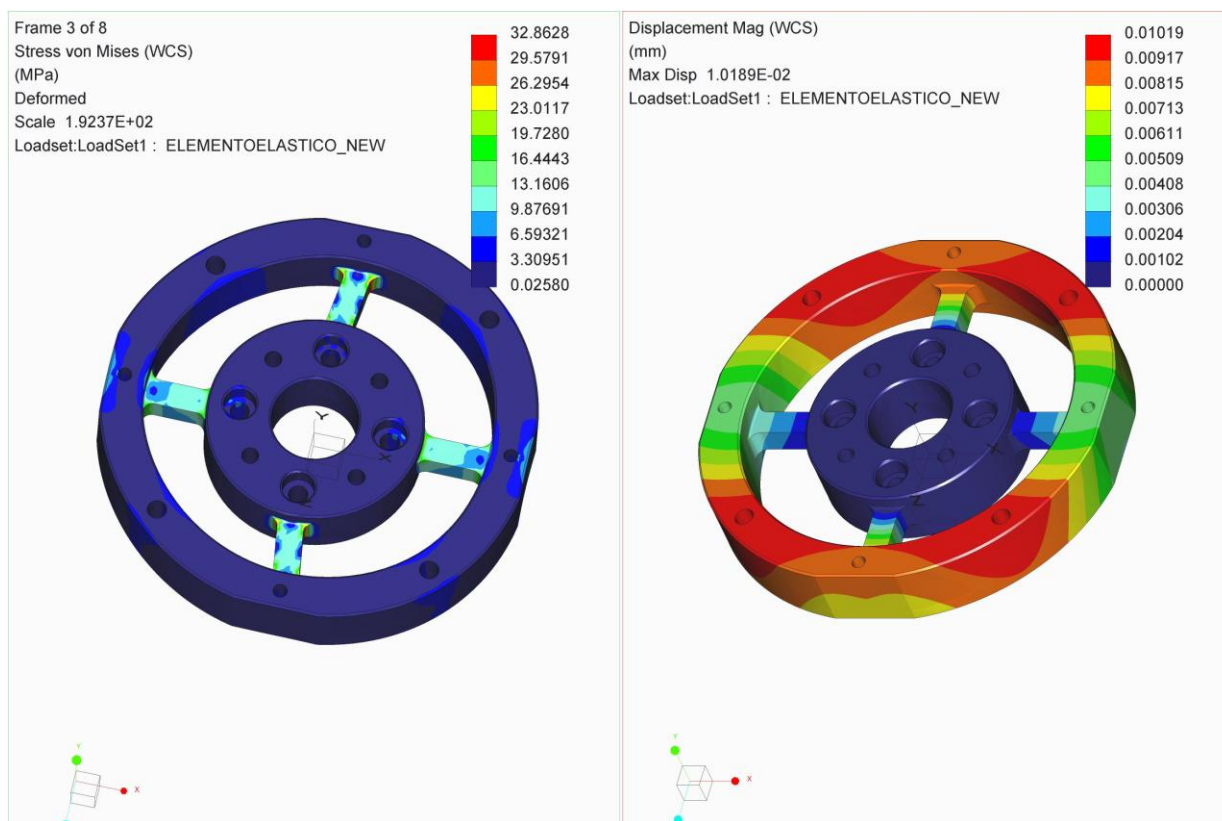 Frame 3 of 8
Stress von Mises (WCS)
(MPa)
Deformed
Scale 1.9237E+02
Loadset:LoadSet1 : ELEMENTOELASTICO_NEW
32.8628
29.5791
26.2954
23.0117
19.7280
16.4443
13.1606
9.87691
6.59321
3.30951
0.02580
Y
X
Y
X
Displacement Mag (WCS)
(mm)
Max Disp 1.0189E-02
Loadset:LoadSet1 : ELEMENTOELASTICO_NEW
0.01019
0.00917
0.00815
0.00713
0.00611
0.00509
0.00408
0.00306
0.00204
0.00102
0.00000
Y
X
Z
Y
X